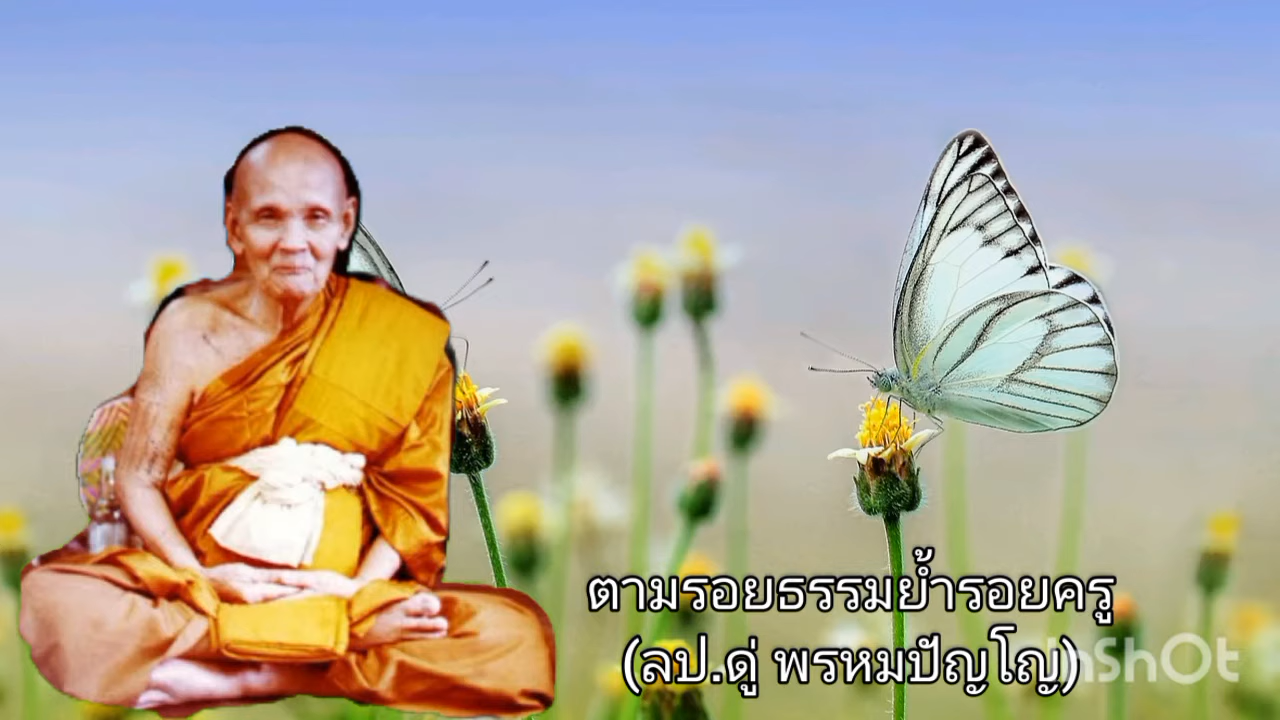 ตามรอยธรรมย้ำรอยครู
(ลป.ดู่ พรหมปัญโญ)